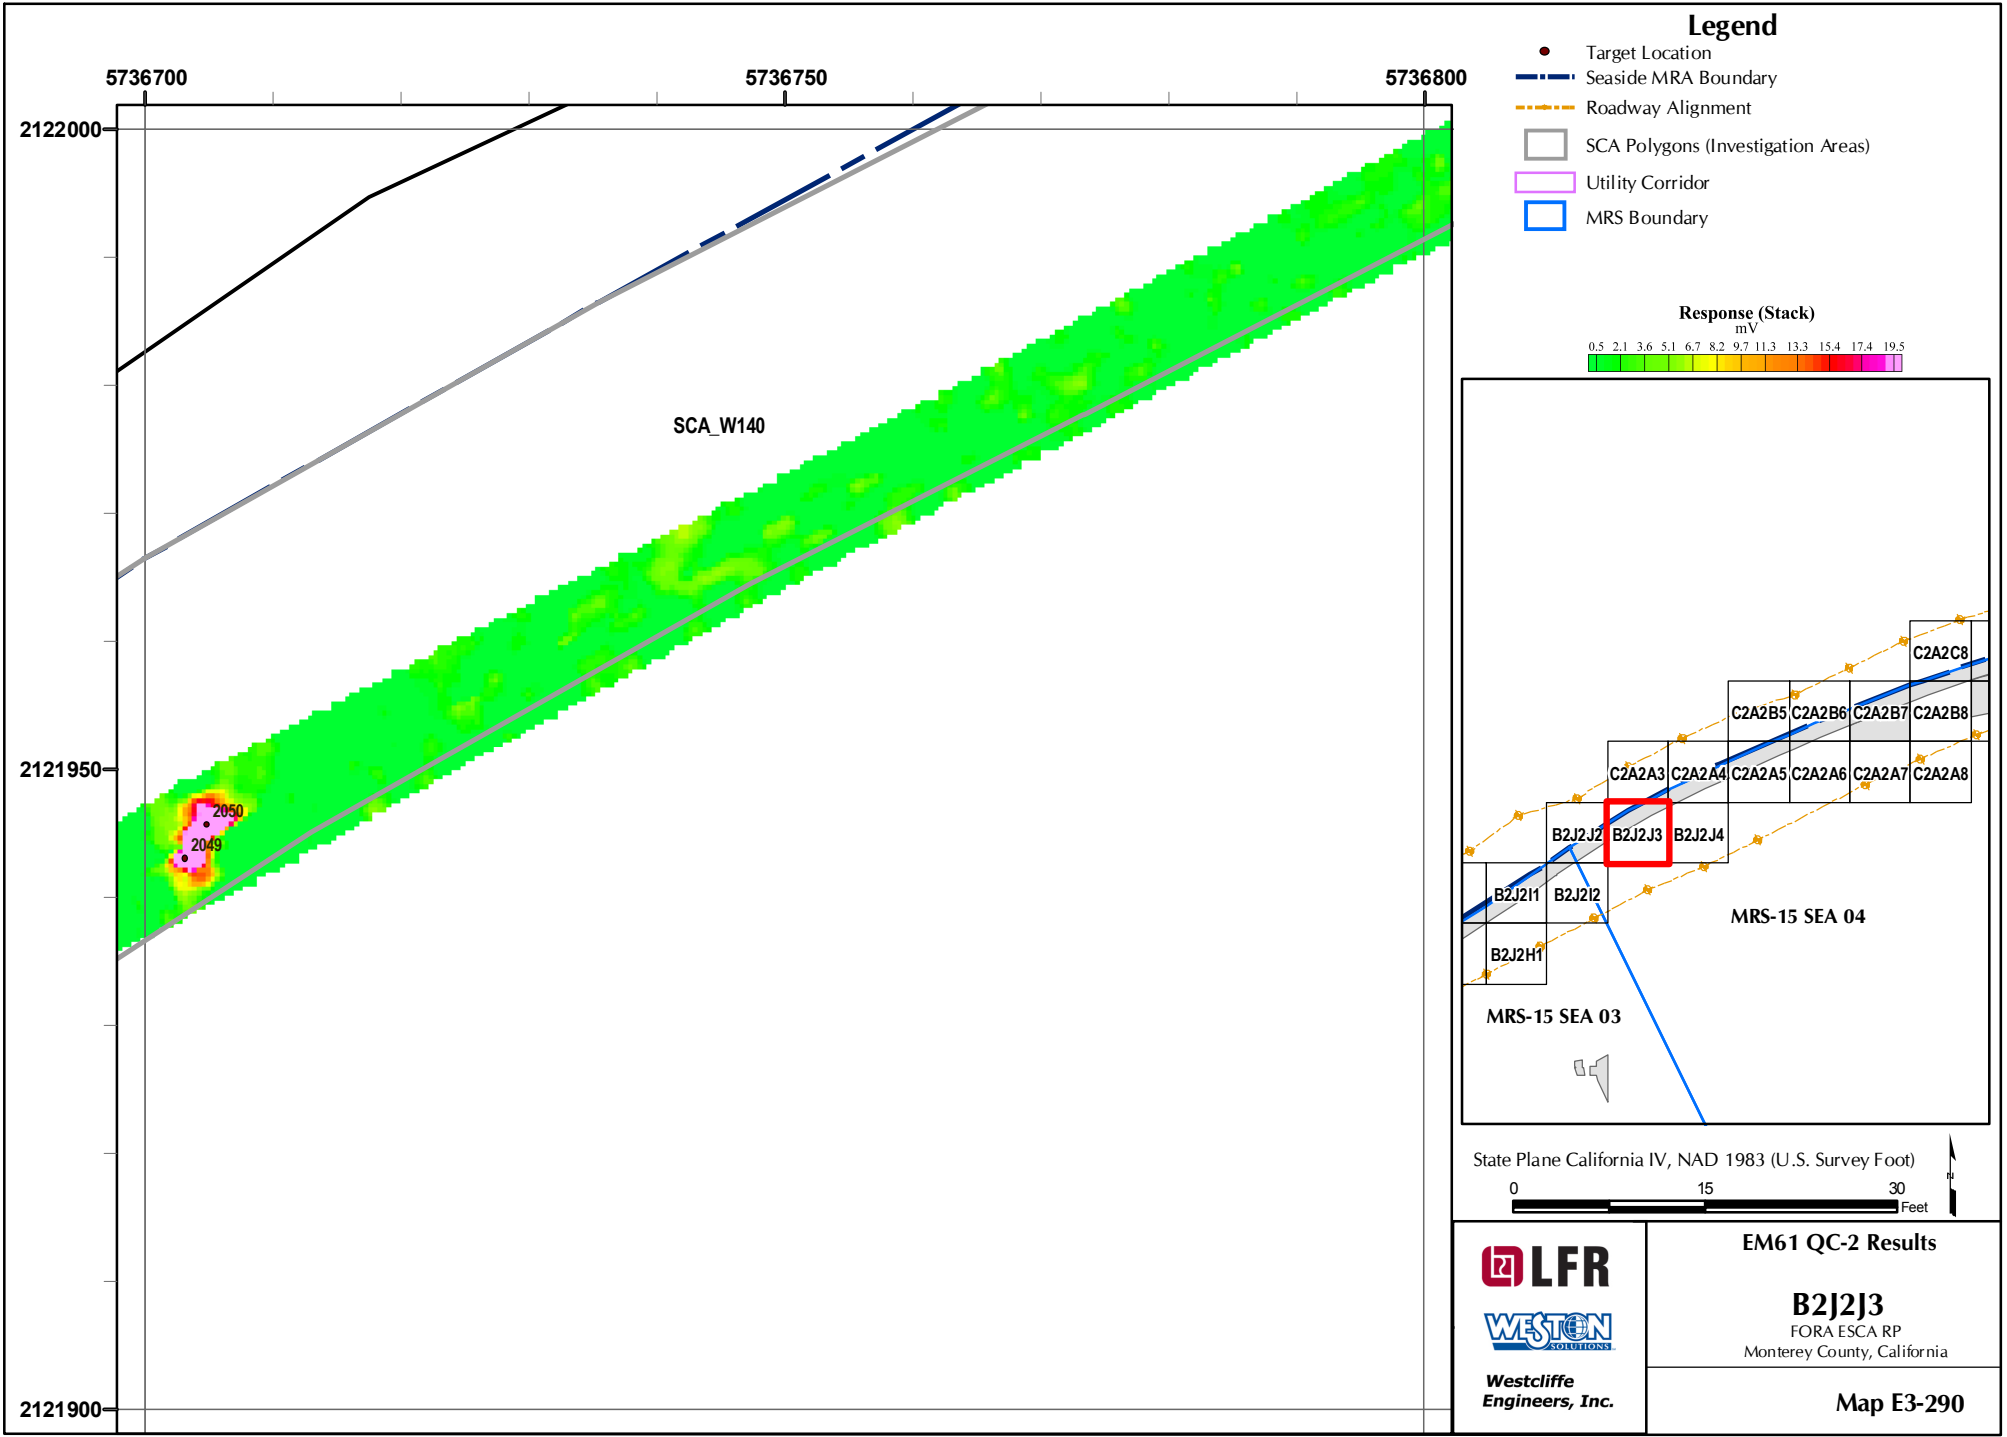 5736700
5736750
5736800
2122000
2121950
2121900
SCA_W140
2050
2049
Legend
Target Location
Seaside MRA Boundary
Roadway Alignment
SCA Polygons (Investigation Areas)
Utility Corridor
MRS Boundary
Response (Stack)
mV
0.5 2.1 3.6 5.1 6.7 8.2 9.7 11.3 13.3 15.4 17.4 19.5
C2A2C8
C2A2B5 C2A2B6 C2A2B7 C2A2B8
C2A2A3 C2A2A4 C2A2A5 C2A2A6 C2A2A7 C2A2A8
B2J2J2 B2J2J3 B2J2J4
B2J2I1 B2J2I2
MRS-15 SEA 04
B2J2H1
MRS-15 SEA 03
State Plane California IV, NAD 1983 (U.S. Survey Foot)
0 15 30
Feet
N
LFR
WESTON
SOLUTIONS
Westcliffe
Engineers, Inc.
EM61 QC-2 Results
B2J2J3
FORA ESCA RP
Monterey County, California
Map E3-290